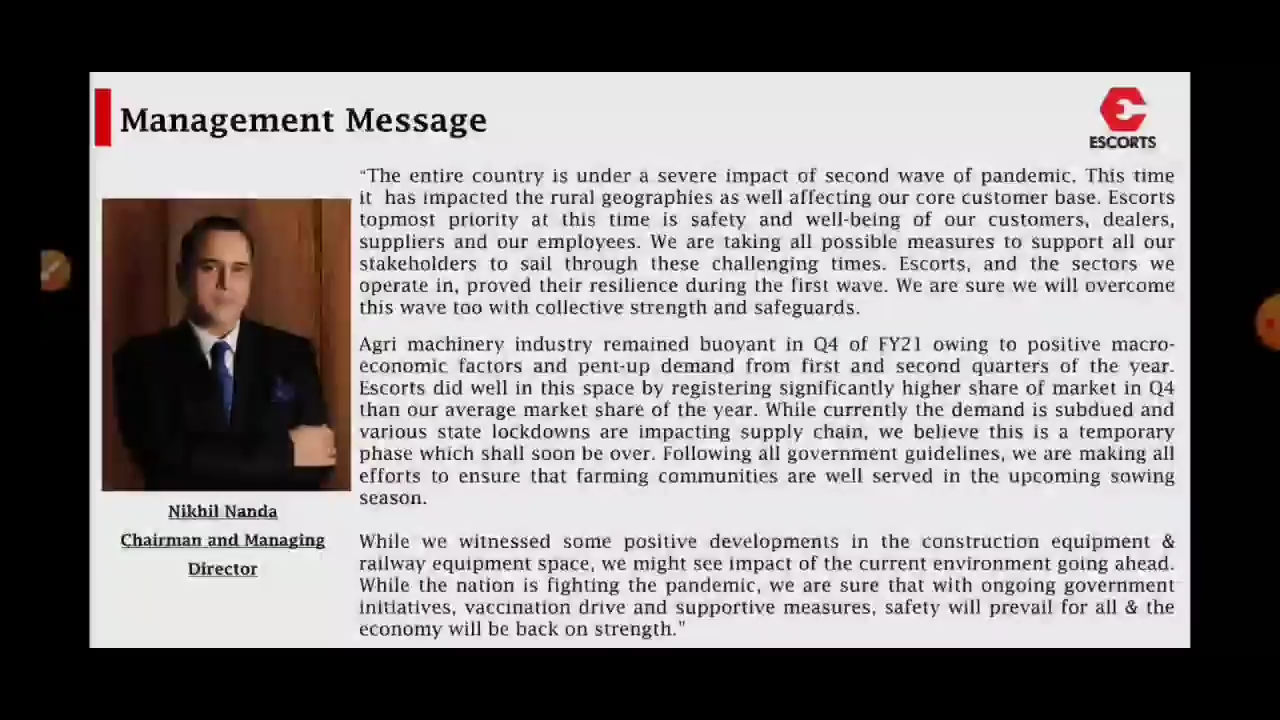 Management Message
ESCORTS
"The entire country is under a severe impact of second wave of pandemic. This time
it has impacted the rural geographies as well affecting our core customer base. Escorts
topmost priority at this time is safety and well-being of our customers, dealers,
suppliers and our employees. We are taking all possible measures to support all our
stakeholders to sail through these challenging times. Escorts, and the sectors we
operate in, proved their resilience during the first wave. We are sure we will overcome
this wave too with collective strength and safeguards.
Agri machinery industry remained buoyant in Q4 of FY21 owing to positive macro-
economic factors and pent-up demand from first and second quarters of the year.
Escorts did well in this space by registering significantly higher share of market in Q4
than our average market share of the year. While currently the demand is subdued and
various state lockdowns are impacting supply chain, we believe this is a temporary
phase which shall soon be over. Following all government guidelines, we are making all
efforts to ensure that farming communities are well served in the upcoming sowing
season.
While we witnessed some positive developments in the construction equipment &
railway equipment space, we might see impact of the current environment going ahead.
While the nation is fighting the pandemic, we are sure that with ongoing government
initiatives, vaccination drive and supportive measures, safety will prevail for all & the
economy will be back on strength."
Nikhil Nanda
Chairman and Managing
Director